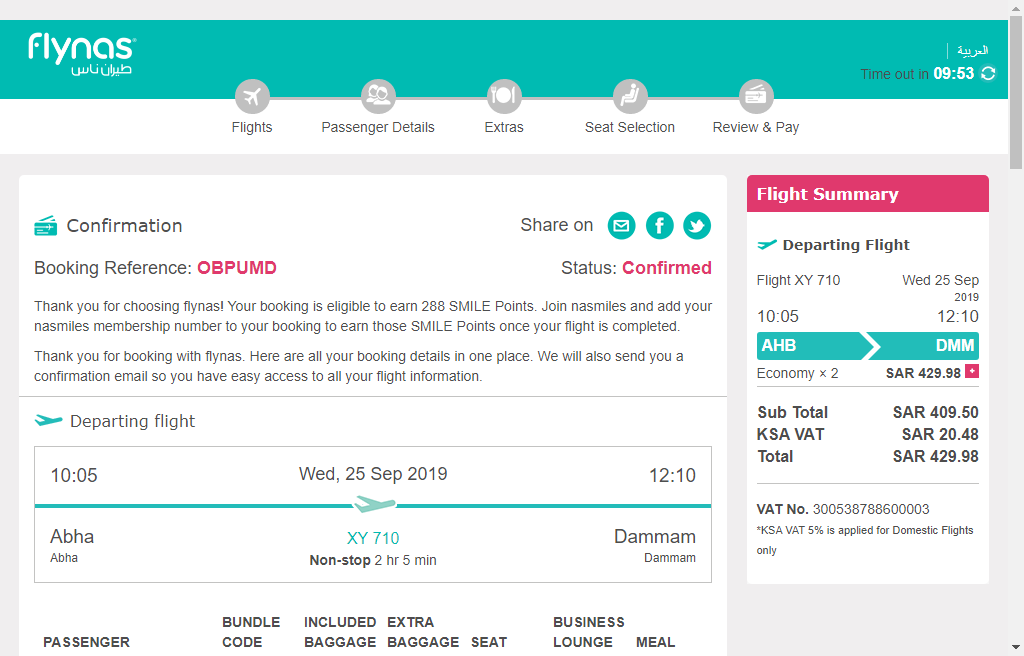 flynas
طيران ناس
العربية
Time out in 09:53
Flights
Passenger Details
Extras
Seat Selection
Review & Pay
Confirmation
Share on
Booking Reference: OBPUMD
Status: Confirmed
Thank you for choosing flynas! Your booking is eligible to earn 288 SMILE Points. Join nasmiles and add your
nasmiles membership number to your booking to earn those SMILE Points once your flight is completed.
Thank you for booking with flynas. Here are all your booking details in one place. We will also send you a
confirmation email so you have easy access to all your flight information.
Departing flight
10:05
Wed, 25 Sep 2019
12:10
Abha
XY 710
Dammam
Abha
Non-stop 2 hr 5 min
Dammam
PASSENGER
BUNDLE
CODE
INCLUDED
BAGGAGE
EXTRA
BAGGAGE
SEAT
BUSINESS
LOUNGE
MEAL
Flight Summary
Departing Flight
Flight XY 710
Wed 25 Sep
2019
10:05
12:10
AHB
DMM
Economy × 2
SAR 429.98 +
Sub Total
SAR 409.50
KSA VAT
SAR 20.48
Total
SAR 429.98
VAT No. 300538788600003
*KSA VAT 5% is applied for Domestic Flights
only